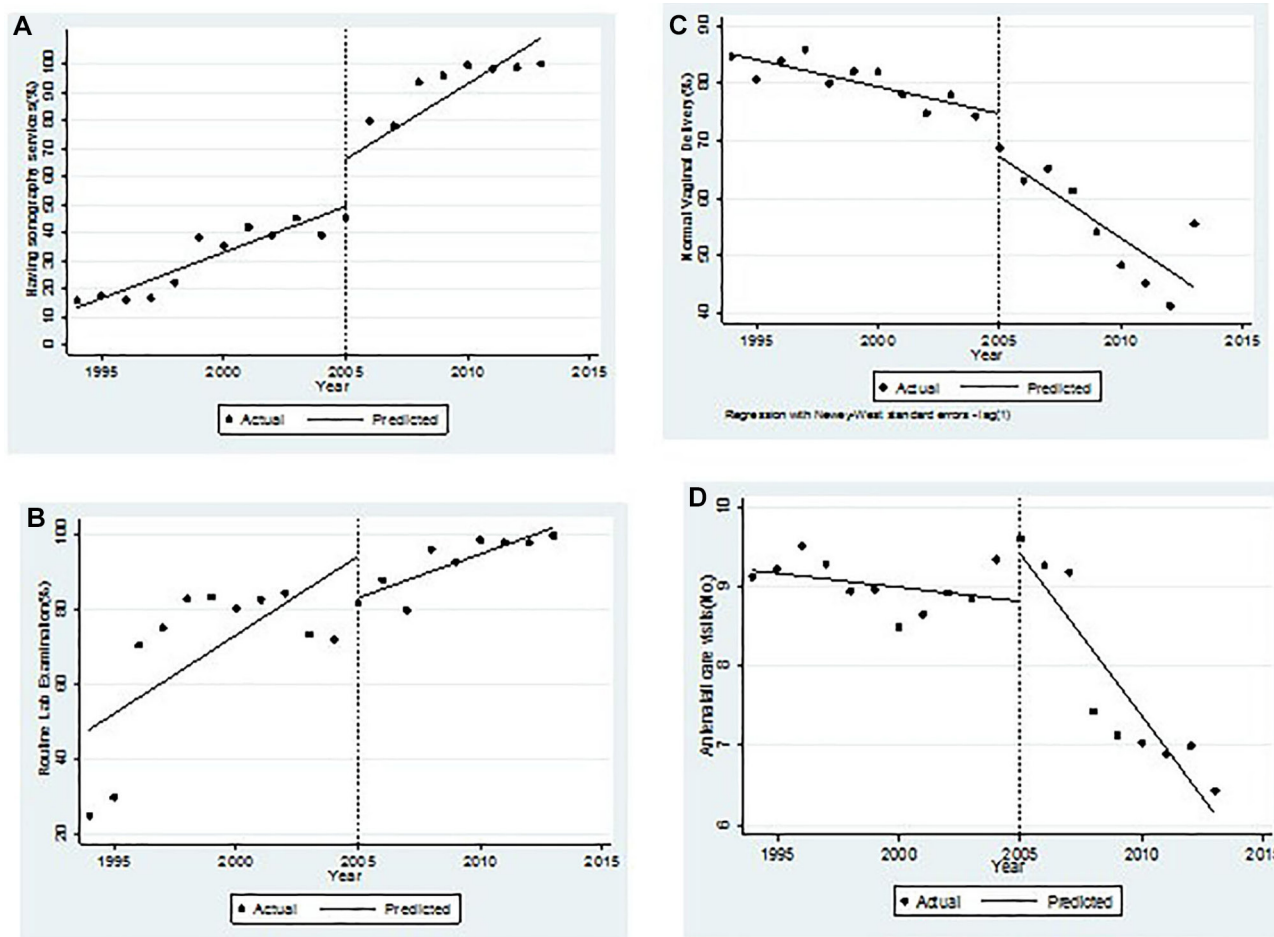 A
Having sonography services(%)
100
90
80
70
60
50
40
30
20
10
0
1995 2000 2005 2010 2015
Year
Actual Predicted
C
Normal Vaginal Delivery(%)
90
80
70
60
50
40
1995 2000 2005 2010 2015
Year
Actual Predicted
Regression with Newey-West standard errors - lag(1)
B
Routine Lab Examination(%)
100
80
60
40
20
1995 2000 2005 2010 2015
Year
Actual Predicted
D
Antenatal care visits(No)
10
9
8
7
6
1995 2000 2005 2010 201
Year
Actual Predicted